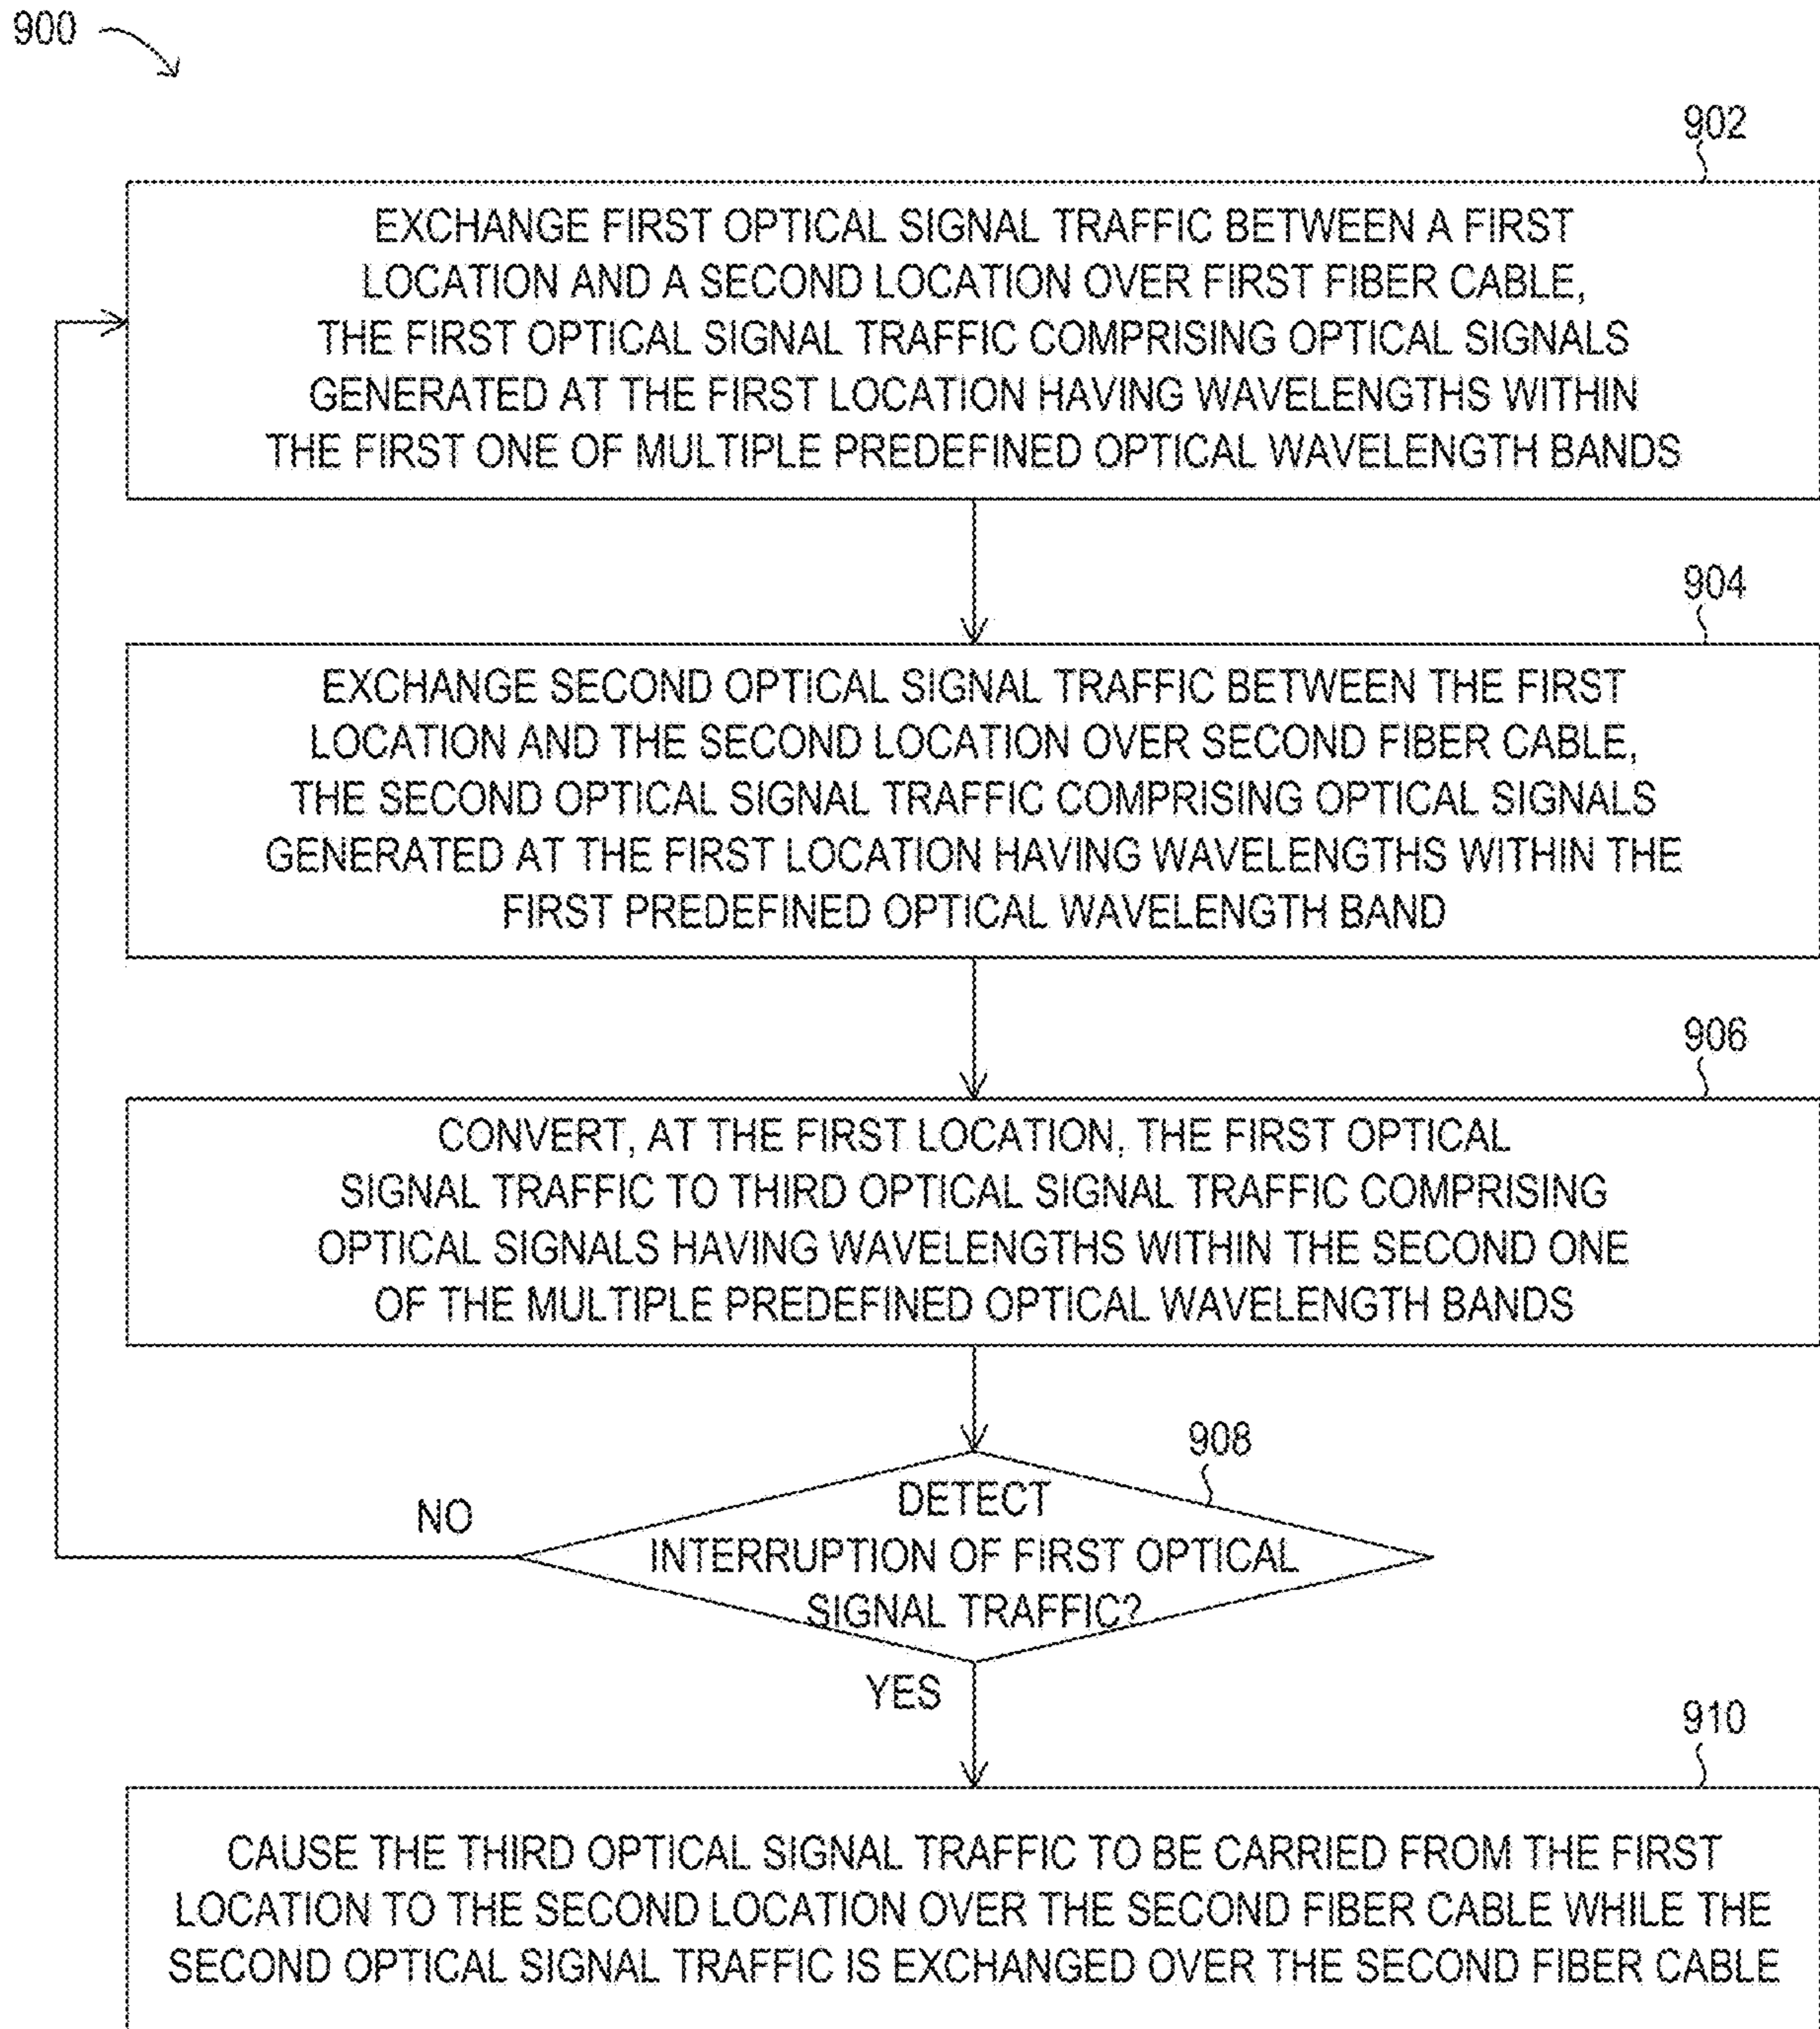 900
902
EXCHANGE FIRST OPTICAL SIGNAL TRAFFIC BETWEEN A FIRST
LOCATION AND A SECOND LOCATION OVER FIRST FIBER CABLE,
THE FIRST OPTICAL SIGNAL TRAFFIC COMPRISING OPTICAL SIGNALS
GENERATED AT THE FIRST LOCATION HAVING WAVELENGTHS WITHIN
THE FIRST ONE OF MULTIPLE PREDEFINED OPTICAL WAVELENGTH BANDS
904
EXCHANGE SECOND OPTICAL SIGNAL TRAFFIC BETWEEN THE FIRST
LOCATION AND THE SECOND LOCATION OVER SECOND FIBER CABLE,
THE SECOND OPTICAL SIGNAL TRAFFIC COMPRISING OPTICAL SIGNALS
GENERATED AT THE FIRST LOCATION HAVING WAVELENGTHS WITHIN THE
FIRST PREDEFINED OPTICAL WAVELENGTH BAND
906
CONVERT, AT THE FIRST LOCATION, THE FIRST OPTICAL
SIGNAL TRAFFIC TO THIRD OPTICAL SIGNAL TRAFFIC COMPRISING
OPTICAL SIGNALS HAVING WAVELENGTHS WITHIN THE SECOND ONE
OF THE MULTIPLE PREDEFINED OPTICAL WAVELENGTH BANDS
908
DETECT
INTERRUPTION OF FIRST OPTICAL
SIGNAL TRAFFIC?
NO
YES
910
CAUSE THE THIRD OPTICAL SIGNAL TRAFFIC TO BE CARRIED FROM THE FIRST
LOCATION TO THE SECOND LOCATION OVER THE SECOND FIBER CABLE WHILE THE
SECOND OPTICAL SIGNAL TRAFFIC IS EXCHANGED OVER THE SECOND FIBER CABLE